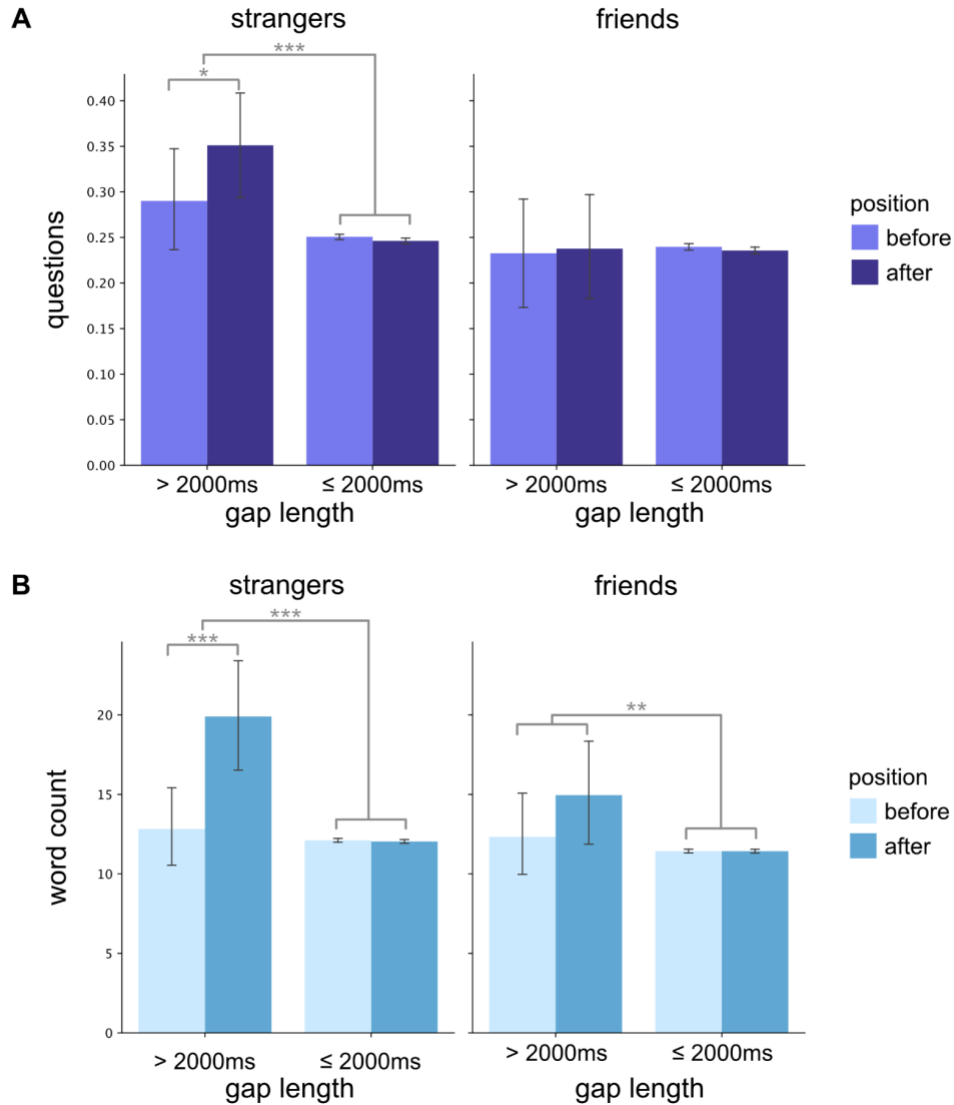 A
strangers
friends
***
*
0.40
0.35
0.30
0.25
0.20
0.15
0.10
0.05
0.00
questions
position
before
after
> 2000ms
≤ 2000ms
> 2000ms
≤ 2000ms
gap length
gap length
B
strangers
friends
***
***
**
20
15
10
5
0
word count
position
before
after
> 2000ms
≤ 2000ms
> 2000ms
≤ 2000ms
gap length
gap length